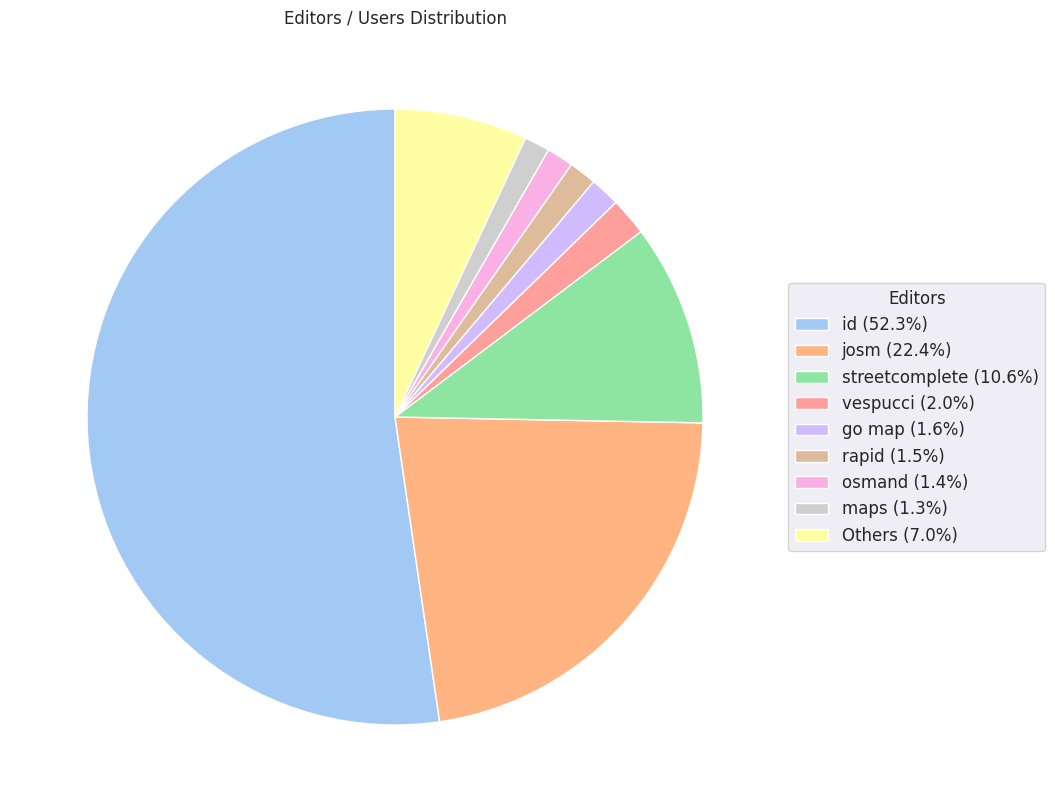 Editors / Users Distribution
Editors
id (52.3%)
josm (22.4%)
streetcomplete (10.6%)
vespucci (2.0%)
go map (1.6%)
rapid (1.5%)
osmand (1.4%)
maps (1.3%)
Others (7.0%)